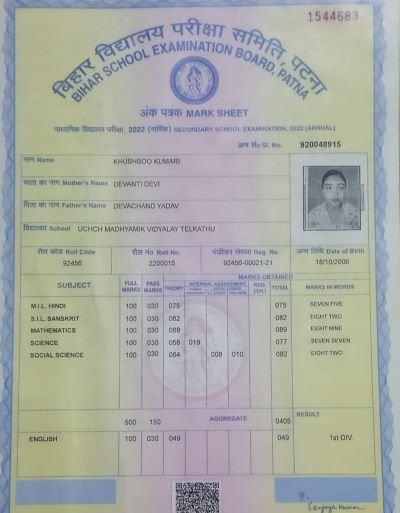 1544683
बिहार विद्यालय परीक्षा समिति, पटना
BIHAR SCHOOL EXAMINATION BOARD, PATNA
अंक पत्रक MARK SHEET
माध्यमिक विद्यालय परीक्षा, 2022 (वार्षिक) SECONDARY SCHOOL EXAMINATION, 2022 (ANNUAL)
क्रम सं० Sl. No. 920048915
नाम Name KHUSHBOO KUMARI
माता का नाम Mother's Name DEVANTI DEVI
पिता का नाम Father's Name DEVACHAND YADAV
विद्यालय School UCHCH MADHYAMIK VIDYALAY TELKATHU
रौल कोड Roll Code रौल नं० Roll No. पंजीयन संख्या Reg. No. जन्म तिथि Date of Birth
92456 2200015 92456-00021-21 18/10/2006
MARKS OBTAINED
SUBJECT FULL MARKS PASS MARKS THEORY INTERNAL ASSESSMENT REG. (TH.) TOTAL MARKS IN WORDS
M.I.L. HINDI 100 030 075 075 SEVEN FIVE
S.I.L. SANSKRIT 100 030 082 082 EIGHT TWO
MATHEMATICS 100 030 089 089 EIGHT NINE
SCIENCE 100 030 058 019 077 SEVEN SEVEN
SOCIAL SCIENCE 100 030 064 008 010 082 EIGHT TWO
500 150 AGGREGATE 0405 RESULT
ENGLISH 100 030 049 049 1st DIV.
Sanjay Kumar